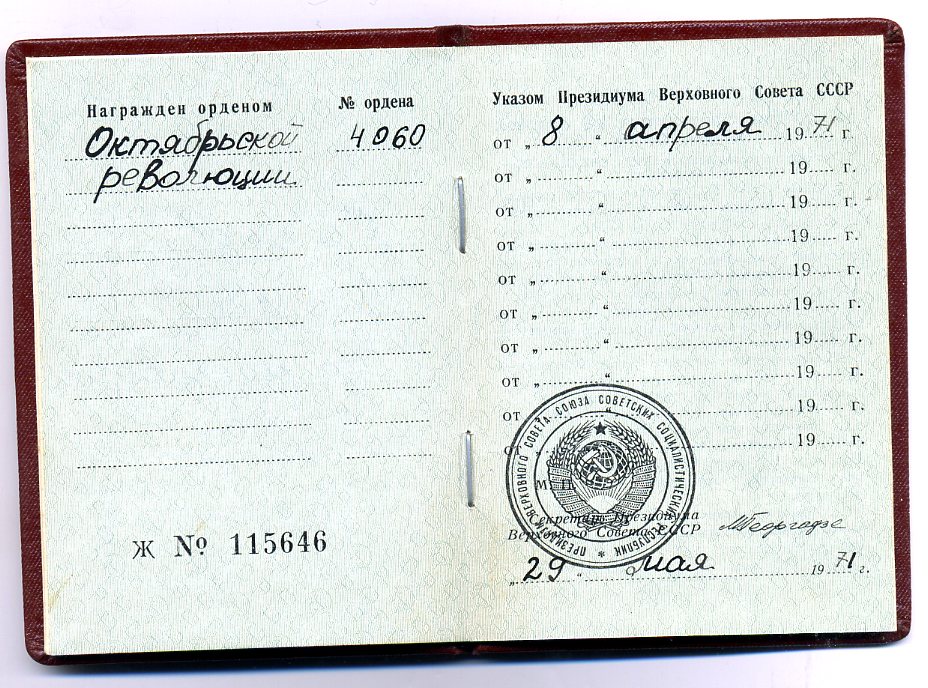 Награжден орденом
№ ордена
Октябрьской
4060
революции
Ж № 115646
Указом Президиума Верховного Совета СССР
от „ 8 “ апреля 1971 г.
от „ “ 19 г.
от „ “ 19 г.
от „ “ 19 г.
от „ “ 19 г.
от „ “ 19 г.
от „ “ 19 г.
от „ “ 19 г.
от „ “ 19 г.
от „ “ 19 г.
ПРЕЗИДИУМ ВЕРХОВНОГО СОВЕТА СОЮЗА СОВЕТСКИХ СОЦИАЛИСТИЧЕСКИХ РЕСПУБЛИК *
М. П.
Секретарь Президиума
Верховного Совета СССР
МГеоргадзе
„ 29 “ мая 1971 г.